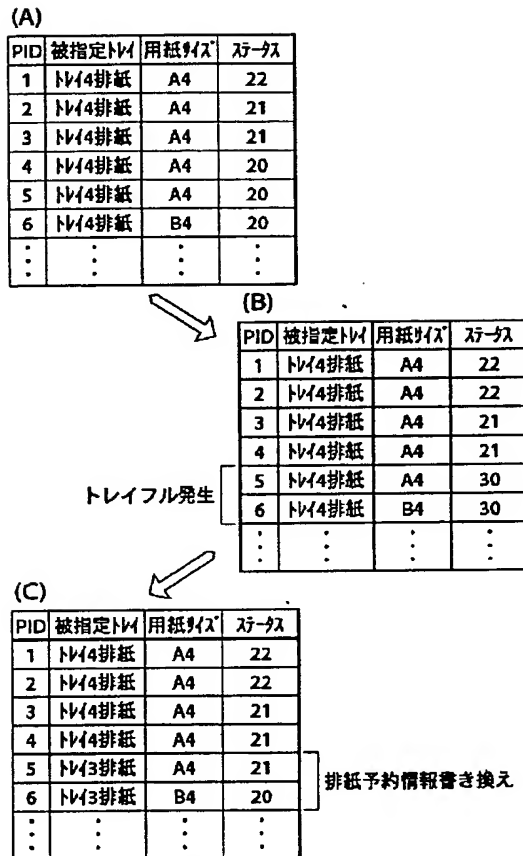 (A)
PID 被指定トレイ 用紙サイズ ステータス
1 トレイ4排紙 A4 22
2 トレイ4排紙 A4 21
3 トレイ4排紙 A4 21
4 トレイ4排紙 A4 20
5 トレイ4排紙 A4 20
6 トレイ4排紙 B4 20
: : : :
(B)
PID 被指定トレイ 用紙サイズ ステータス
1 トレイ4排紙 A4 22
2 トレイ4排紙 A4 22
3 トレイ4排紙 A4 21
4 トレイ4排紙 A4 21
トレイフル発生
5 トレイ4排紙 A4 30
6 トレイ4排紙 B4 30
: : : :
(C)
PID 被指定トレイ 用紙サイズ ステータス
1 トレイ4排紙 A4 22
2 トレイ4排紙 A4 22
3 トレイ4排紙 A4 21
4 トレイ4排紙 A4 21
5 トレイ3排紙 A4 21
6 トレイ3排紙 B4 20
排紙予約情報書き換え
: : : :